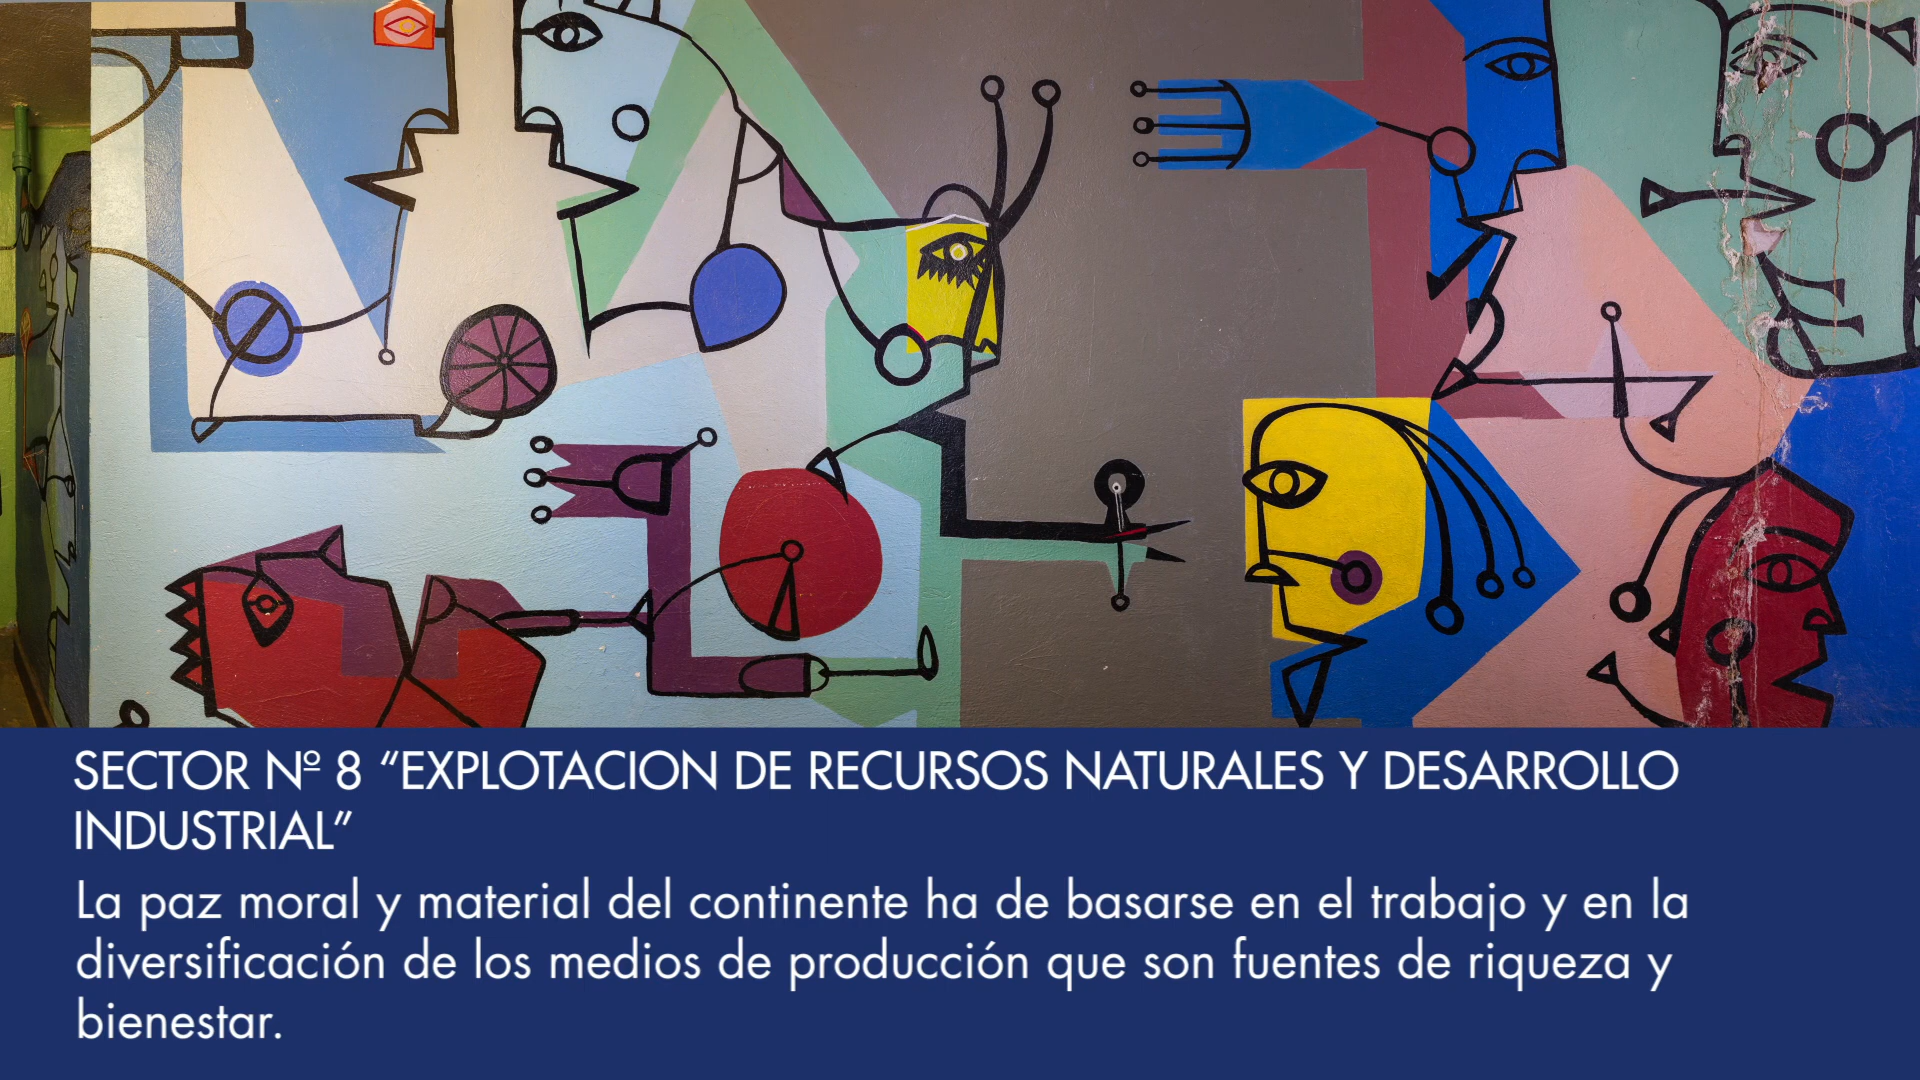 SECTOR Nº 8 “EXPLOTACION DE RECURSOS NATURALES Y DESARROLLO
INDUSTRIAL”
La paz moral y material del continente ha de basarse en el trabajo y en la
diversificación de los medios de producción que son fuentes de riqueza y
bienestar.